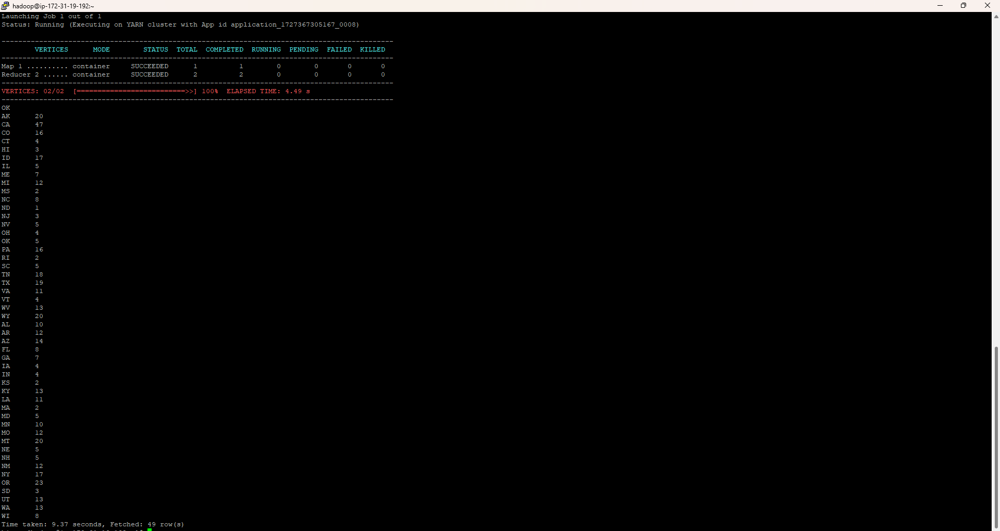 hadoop@ip-172-31-19-192:~
Launching Job 1 out of 1
Status: Running (Executing on YARN cluster with App id application_1727367305167_0008)
--------------------------------------------------------------------------------------
VERTICES MODE STATUS TOTAL COMPLETED RUNNING PENDING FAILED KILLED
--------------------------------------------------------------------------------------
Map 1 .......... container SUCCEEDED 1 1 0 0 0 0
Reducer 2 ...... container SUCCEEDED 2 2 0 0 0 0
--------------------------------------------------------------------------------------
VERTICES: 02/02 [==========================>>] 100% ELAPSED TIME: 4.49 s
--------------------------------------------------------------------------------------
OK
AK 20
CA 47
CO 16
CT 4
HI 3
ID 17
IL 5
ME 7
MI 12
MS 2
NC 8
ND 1
NJ 3
NV 5
OH 4
OK 5
PA 16
RI 2
SC 5
TN 18
TX 19
VA 11
VT 4
WV 13
WY 20
AL 10
AR 12
AZ 14
FL 8
GA 7
IA 4
IN 4
KS 2
KY 13
LA 11
MA 2
MD 5
MN 10
MO 12
MT 20
NE 5
NH 5
NM 12
NY 17
OR 23
SD 3
UT 13
WA 13
WI 8
Time taken: 9.37 seconds, Fetched: 49 row(s)